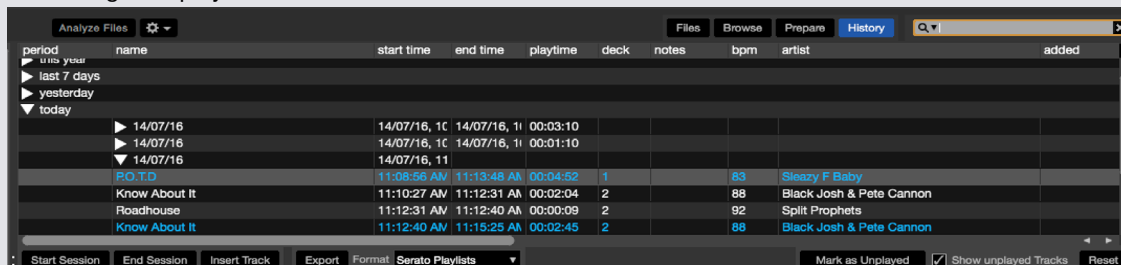 Analyze Files Files Browse Prepare History
period name start time end time playtime deck notes bpm artist added
this year
last 7 days
yesterday
today
14/07/16 14/07/16, 10 14/07/16, 1 00:03:10
14/07/16 14/07/16, 10 14/07/16, 1 00:01:10
14/07/16 14/07/16, 11
P.O.T.D 11:08:56 AM 11:13:48 AM 00:04:52 1 83 Sleazy F Baby
Know About It 11:10:27 AM 11:12:31 AM 00:02:04 2 88 Black Josh & Pete Cannon
Roadhouse 11:12:31 AM 11:12:40 AM 00:00:09 2 92 Split Prophets
Know About It 11:12:40 AM 11:15:25 AM 00:02:45 2 88 Black Josh & Pete Cannon
Start Session End Session Insert Track Export Format Serato Playlists Mark as Unplayed Show unplayed Tracks Reset